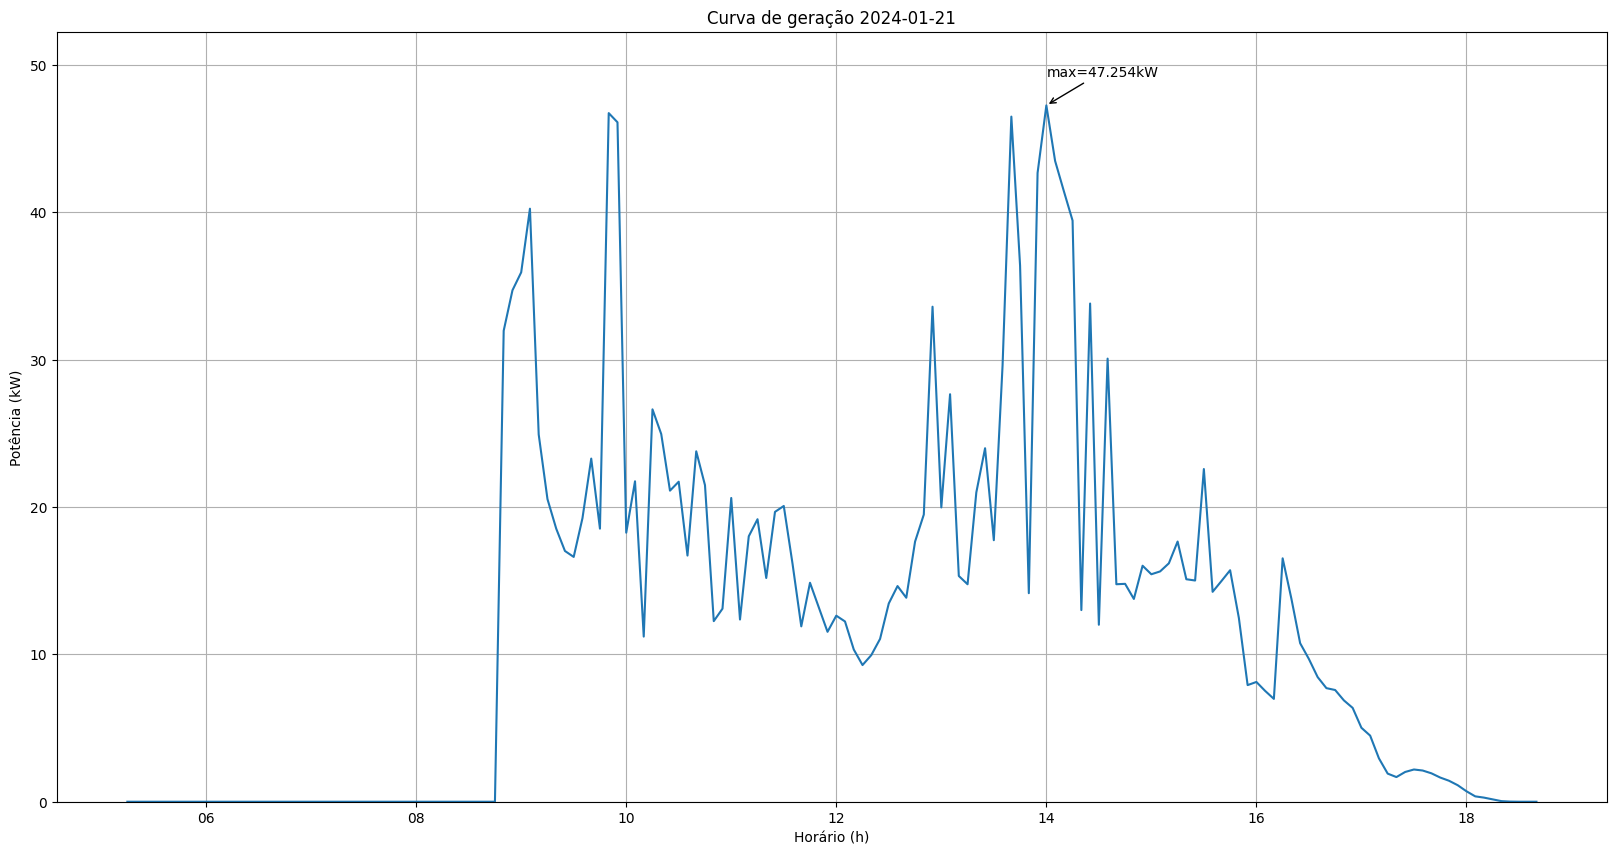 Curva de geração 2024-01-21
50
max=47.254kW
40
30
Potência (kW)
20
10
0
06 08 10 12 14 16 18
Horário (h)